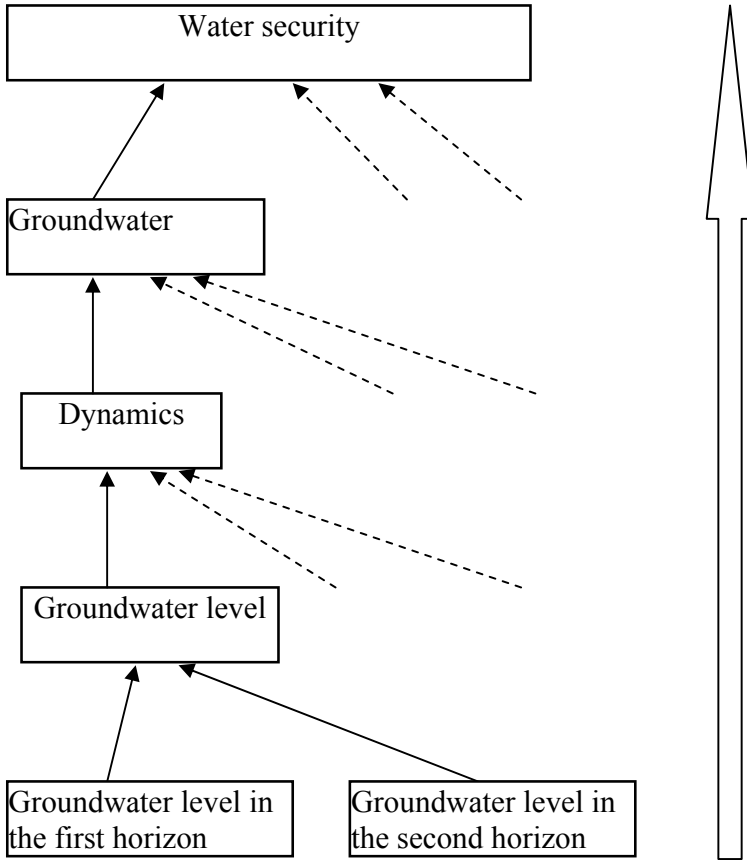 Water security
Groundwater
Dynamics
Groundwater level
Groundwater level in
the first horizon
Groundwater level in
the second horizon